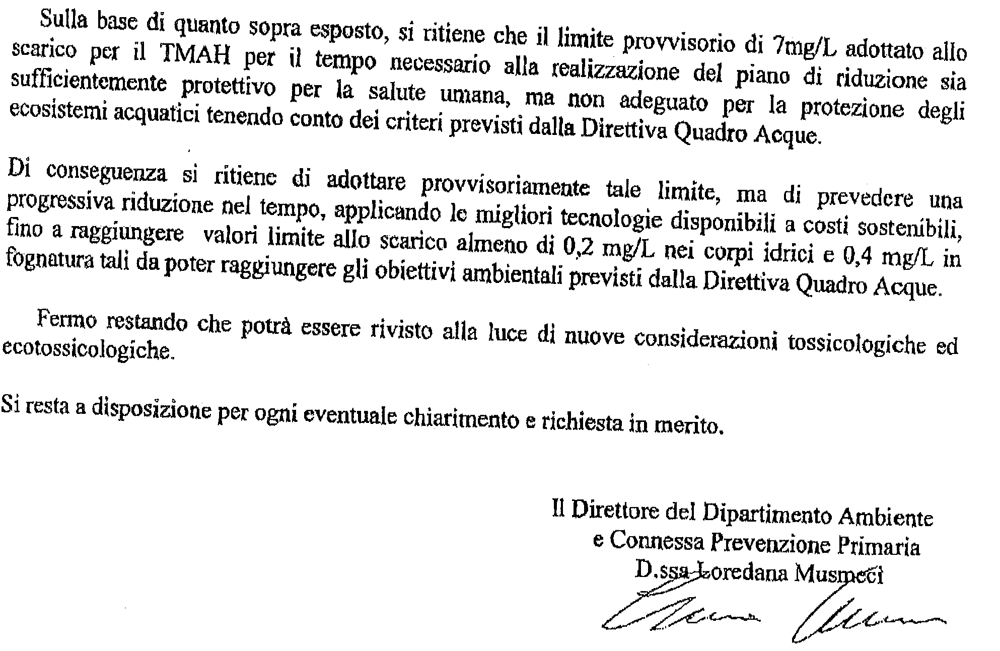 Sulla base di quanto sopra esposto, si ritiene che il limite provvisorio di 7mg/L adottato allo
scarico per il TMAH per il tempo necessario alla realizzazione del piano di riduzione sia
sufficientemente protettivo per la salute umana, ma non adeguato per la protezione degli
ecosistemi acquatici tenendo conto dei criteri previsti dalla Direttiva Quadro Acque.
Di conseguenza si ritiene di adottare provvisoriamente tale limite, ma di prevedere una
progressiva riduzione nel tempo, applicando le migliori tecnologie disponibili a costi sostenibili,
fino a raggiungere valori limite allo scarico almeno di 0,2 mg/L nei corpi idrici e 0,4 mg/L in
fognatura tali da poter raggiungere gli obiettivi ambientali previsti dalla Direttiva Quadro Acque.
Fermo restando che potrà essere rivisto alla luce di nuove considerazioni tossicologiche ed
ecotossicologiche.
Si resta a disposizione per ogni eventuale chiarimento e richiesta in merito.
Il Direttore del Dipartimento Ambiente
e Connessa Prevenzione Primaria
D.ssa Loredana Musmeci